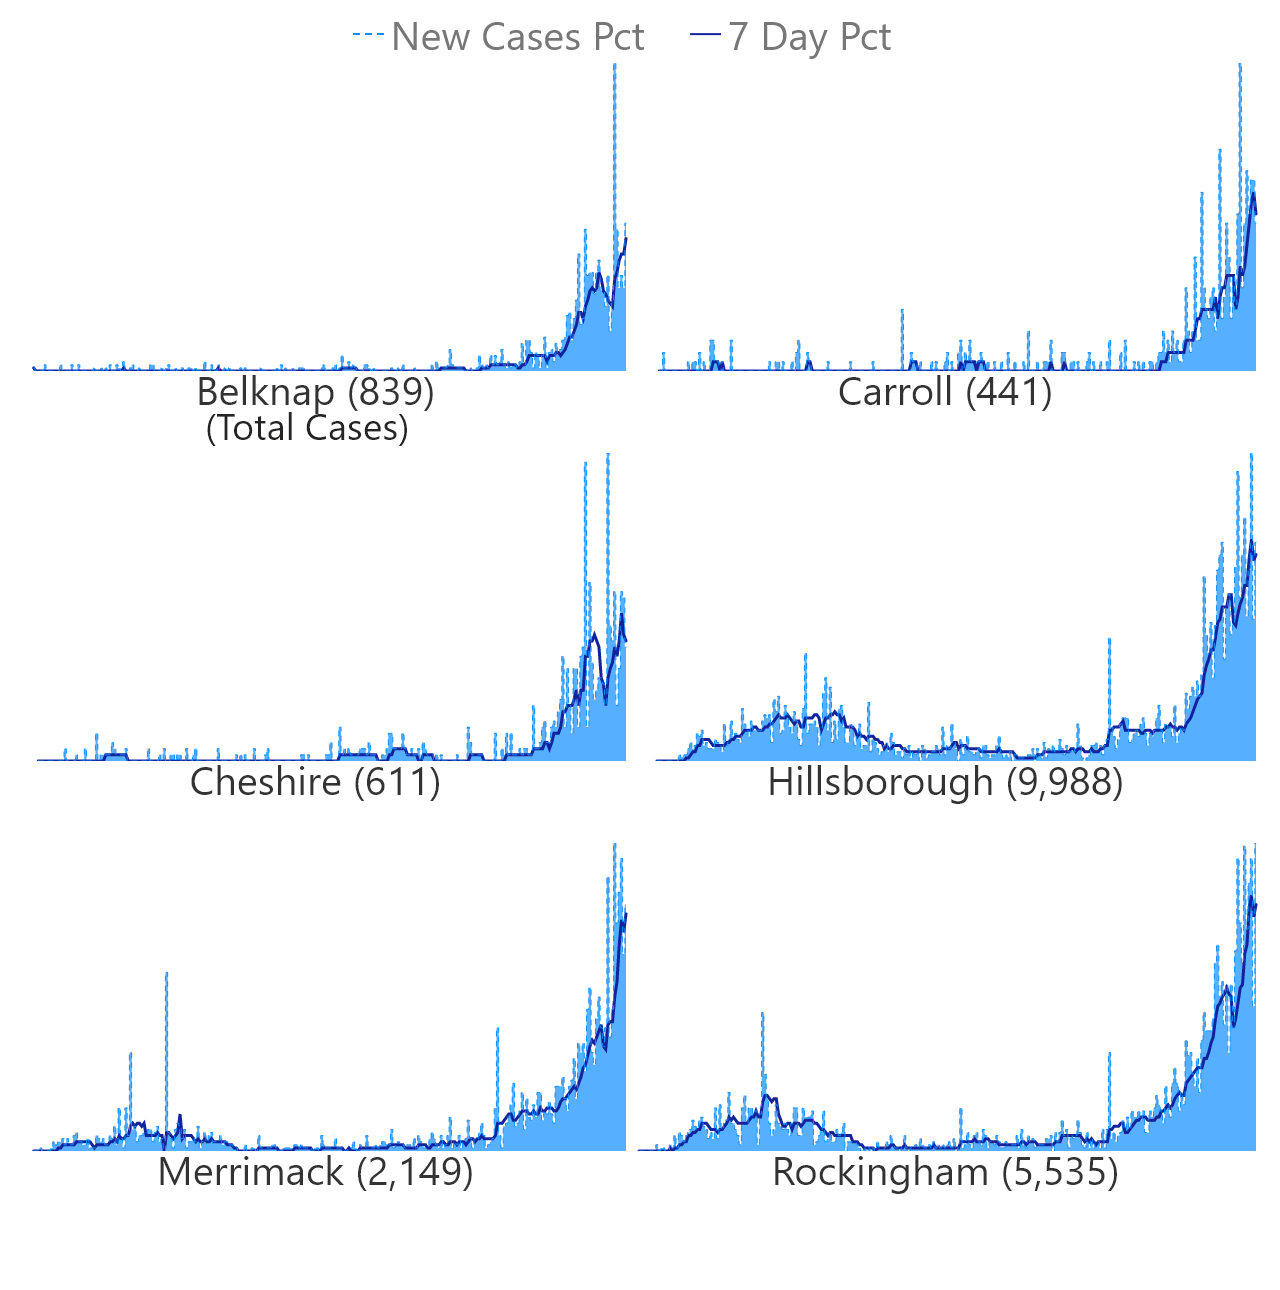 New Cases Pct 7 Day Pct
Belknap (839)
(Total Cases)
Carroll (441)
Cheshire (611)
Hillsborough (9,988)
Merrimack (2,149)
Rockingham (5,535)